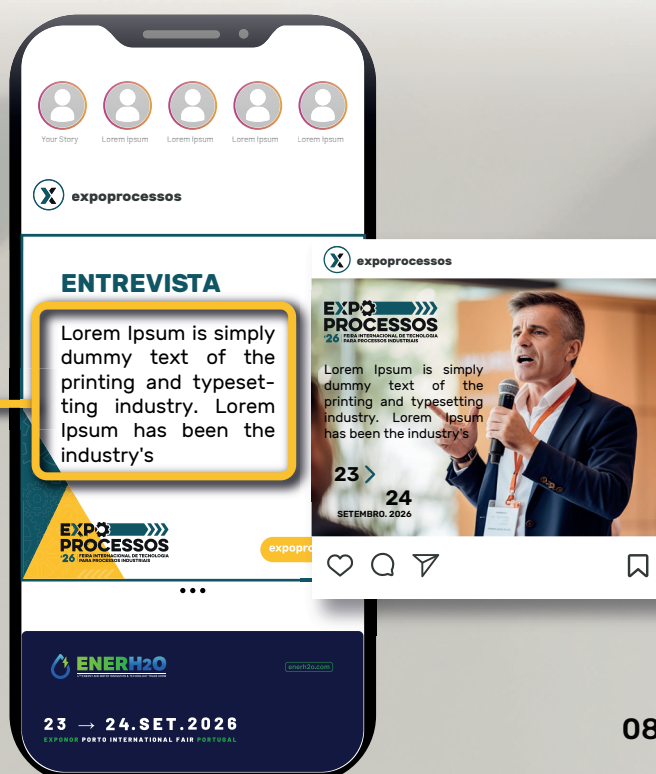 Your Story
Lorem Ipsum
Lorem Ipsum
Lorem Ipsum
Lorem Ipsum
expoprocessos
ENTREVISTA
Lorem Ipsum is simply
dummy text of the
printing and typeset-
ting industry. Lorem
Ipsum has been the
industry's
EXPO
PROCESSOS
'26 FEIRA INTERNACIONAL DE TECNOLOGIA
PARA PROCESSOS INDUSTRIAIS
expopro
expoprocessos
EXPO
PROCESSOS
'26 FEIRA INTERNACIONAL DE TECNOLOGIA
PARA PROCESSOS INDUSTRIAIS
Lorem Ipsum is simply
dummy text of the
printing and typesetting
industry. Lorem Ipsum
has been the industry's
23 >
24
SETEMBRO. 2026
ENERH2O
enerh2o.com
23 → 24.SET.2026
EXPONOR PORTO INTERNATIONAL FAIR PORTUGAL
08